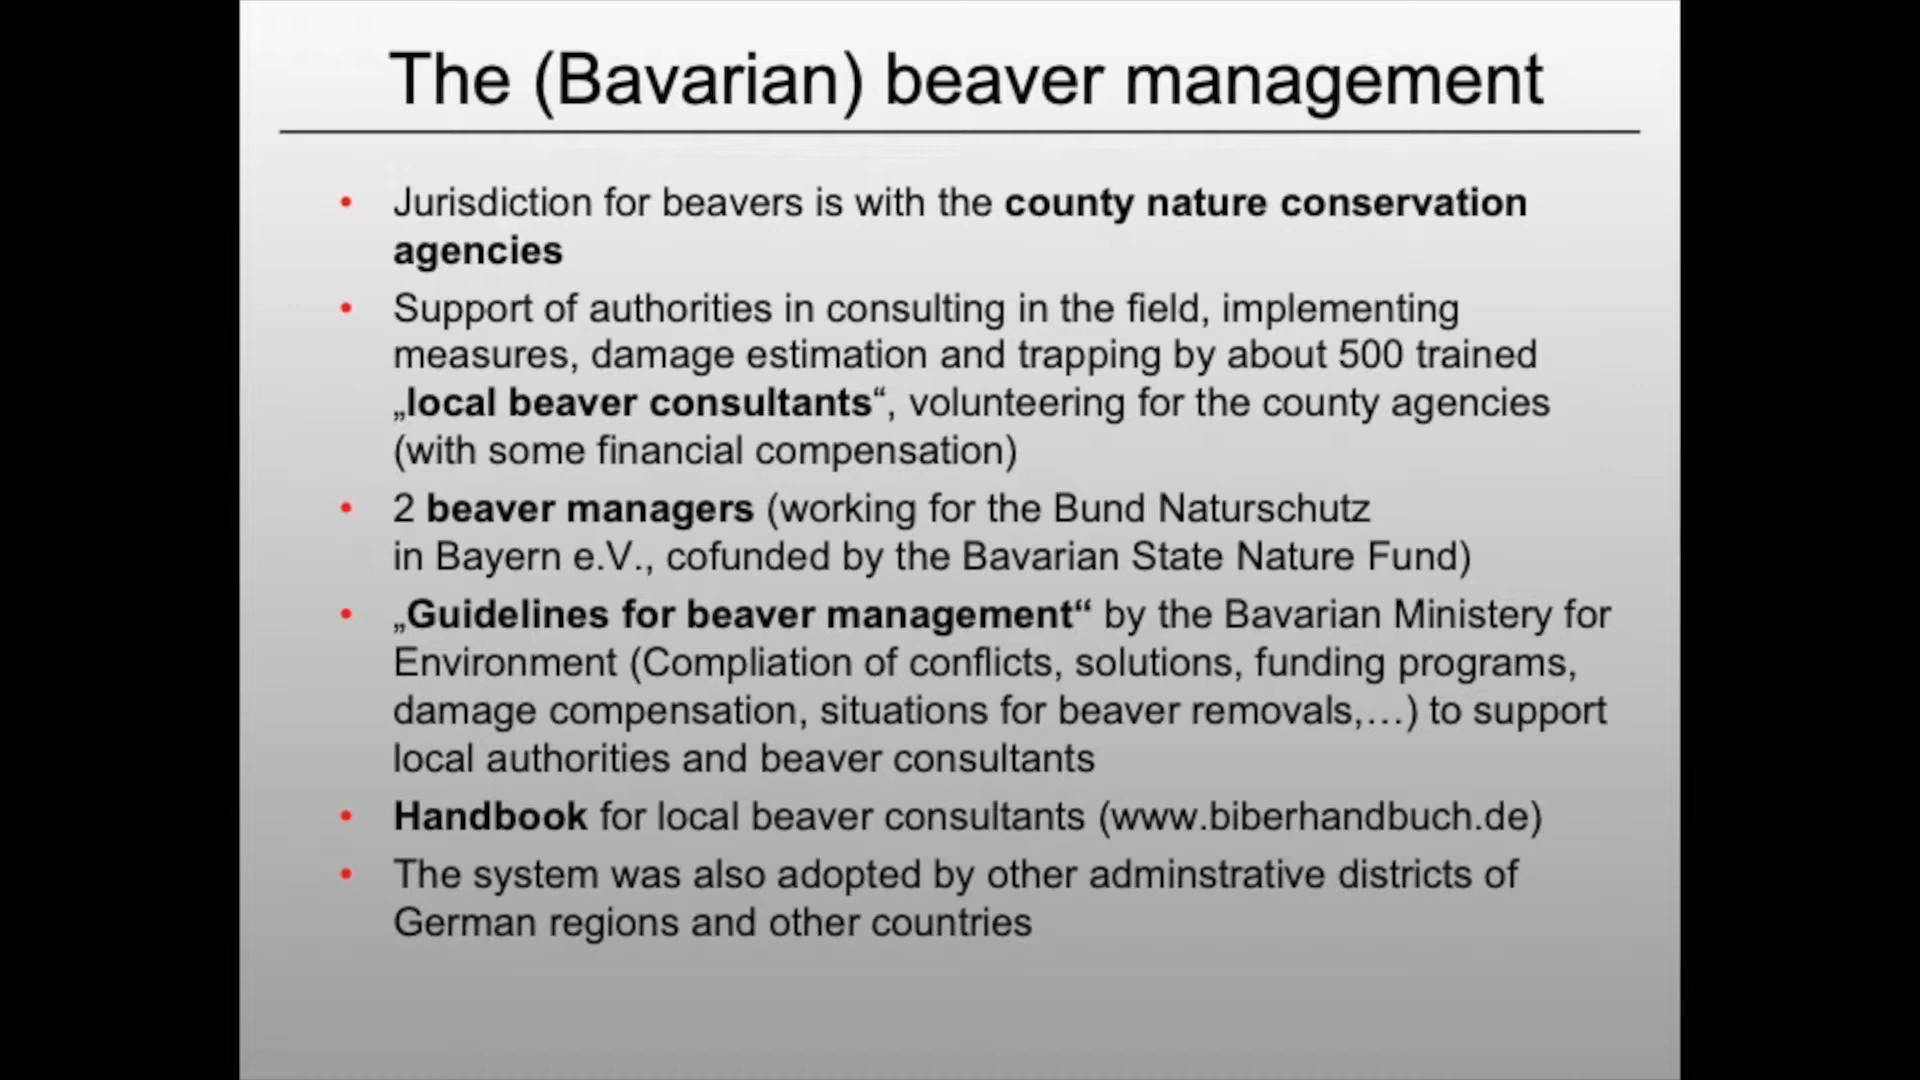 The (Bavarian) beaver management
• Jurisdiction for beavers is with the county nature conservation
agencies
• Support of authorities in consulting in the field, implementing
measures, damage estimation and trapping by about 500 trained
„local beaver consultants“, volunteering for the county agencies
(with some financial compensation)
• 2 beaver managers (working for the Bund Naturschutz
in Bayern e.V., cofunded by the Bavarian State Nature Fund)
• „Guidelines for beaver management“ by the Bavarian Ministery for
Environment (Compliation of conflicts, solutions, funding programs,
damage compensation, situations for beaver removals,…) to support
local authorities and beaver consultants
• Handbook for local beaver consultants (www.biberhandbuch.de)
• The system was also adopted by other adminstrative districts of
German regions and other countries